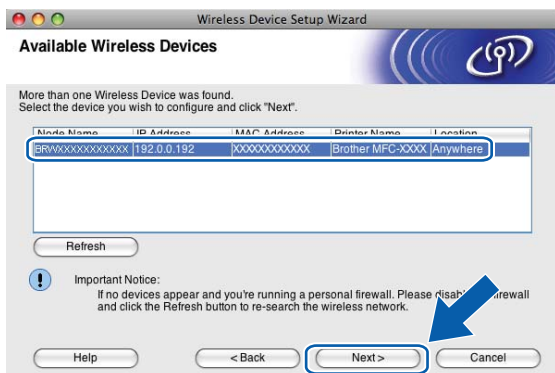 Wireless Device Setup Wizard
Available Wireless Devices
More than one Wireless Device was found.
Select the device you wish to configure and click "Next".
Node Name IP Address MAC Address Printer Name Location
BRWXXXXXXXXXXXX 192.0.0.192 XXXXXXXXXXXX Brother MFC-XXXX Anywhere
Refresh
Important Notice:
If no devices appear and you're running a personal firewall. Please firewall
and click the Refresh button to re-search the wireless network.
Help < Back Next > Cancel